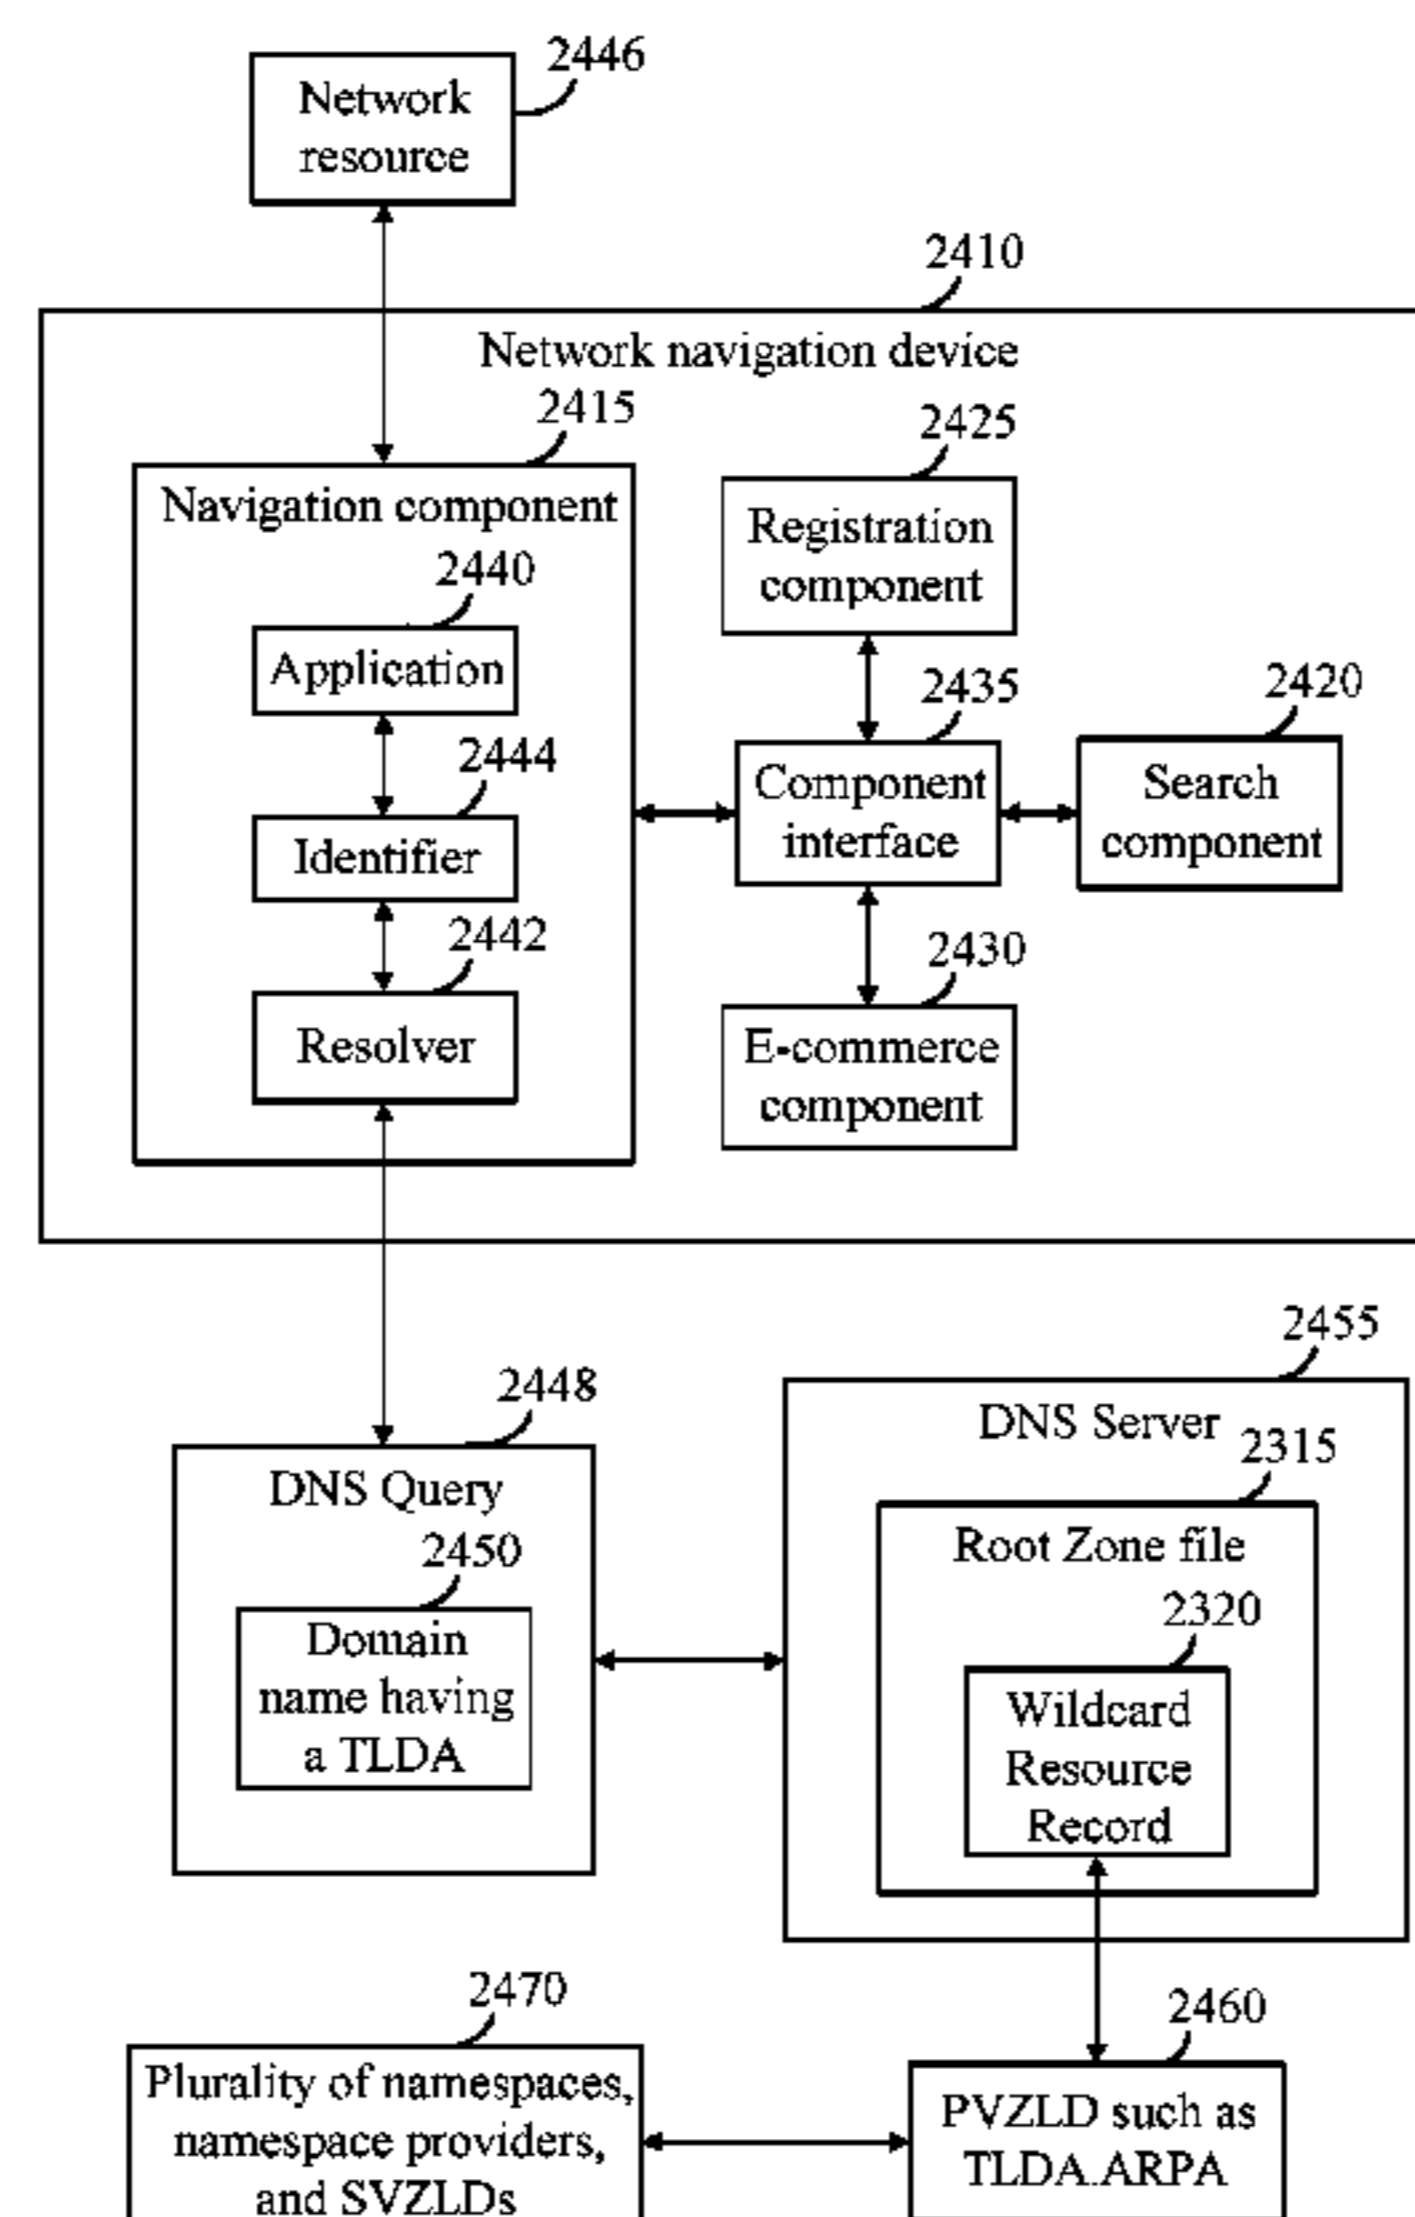 2446
Network
resource
2410
Network navigation device
2415
2425
Navigation component
Registration
component
2440
Application
2435
2420
2444
Component
interface
Search
component
Identifier
2442
2430
Resolver
E-commerce
component
2455
2448
DNS Server
2315
DNS Query
Root Zone file
2450
2320
Domain
name having
a TLDA
Wildcard
Resource
Record
2470
2460
Plurality of namespaces,
namespace providers,
and SVZLDs
PVZLD such as
TLDA.ARPA